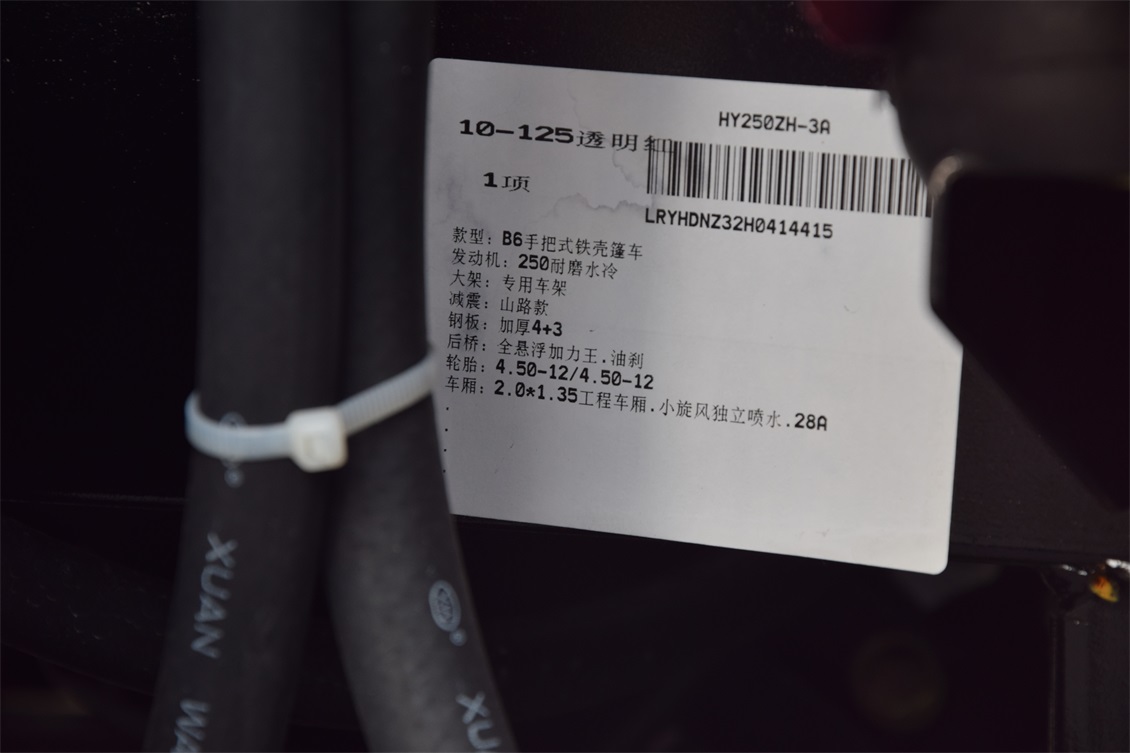 HY250ZH-3A
10-125透明红
1项
LRYHDNZ32H0414415
款型: B6手把式铁壳篷车
发动机: 250耐磨水冷
大架: 专用车架
减震: 山路款
钢板: 加厚4+3
后桥: 全悬浮加力王.油刹
轮胎: 4.50-12/4.50-12
车厢: 2.0*1.35工程车厢.小旋风独立喷水.28A
XUAN WA
XU